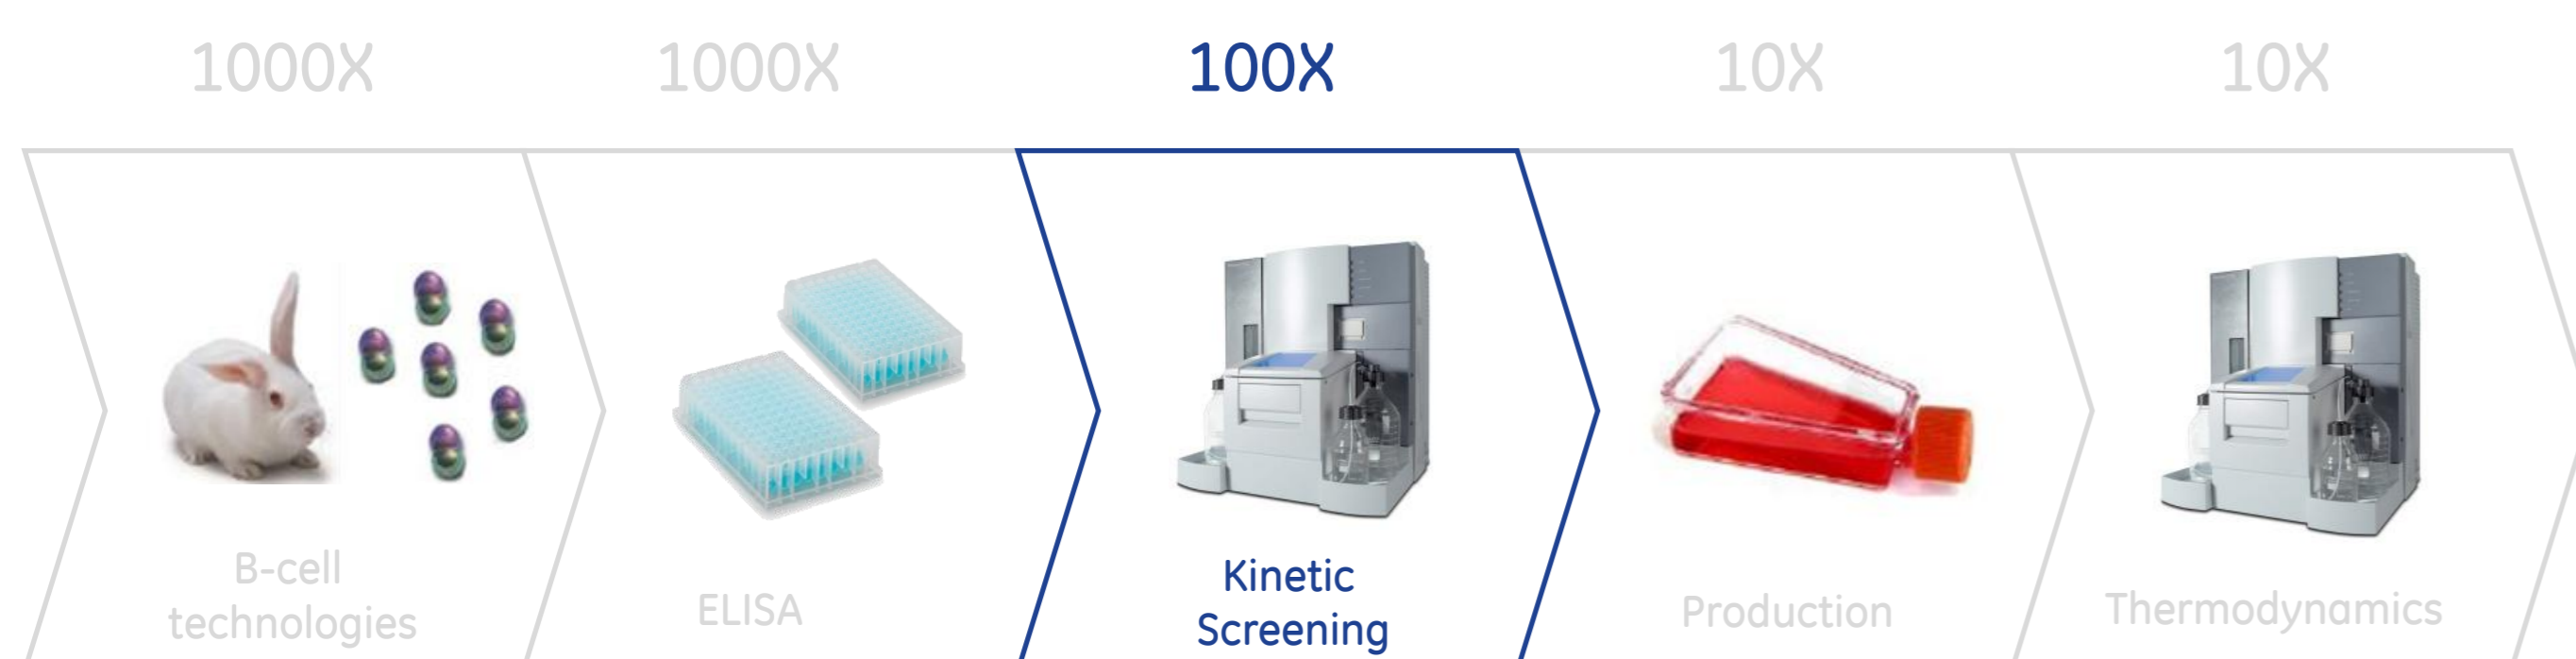 1000X
1000X
100X
10X
10X
B-cell
technologies
ELISA
Kinetic
Screening
Production
Thermodynamics